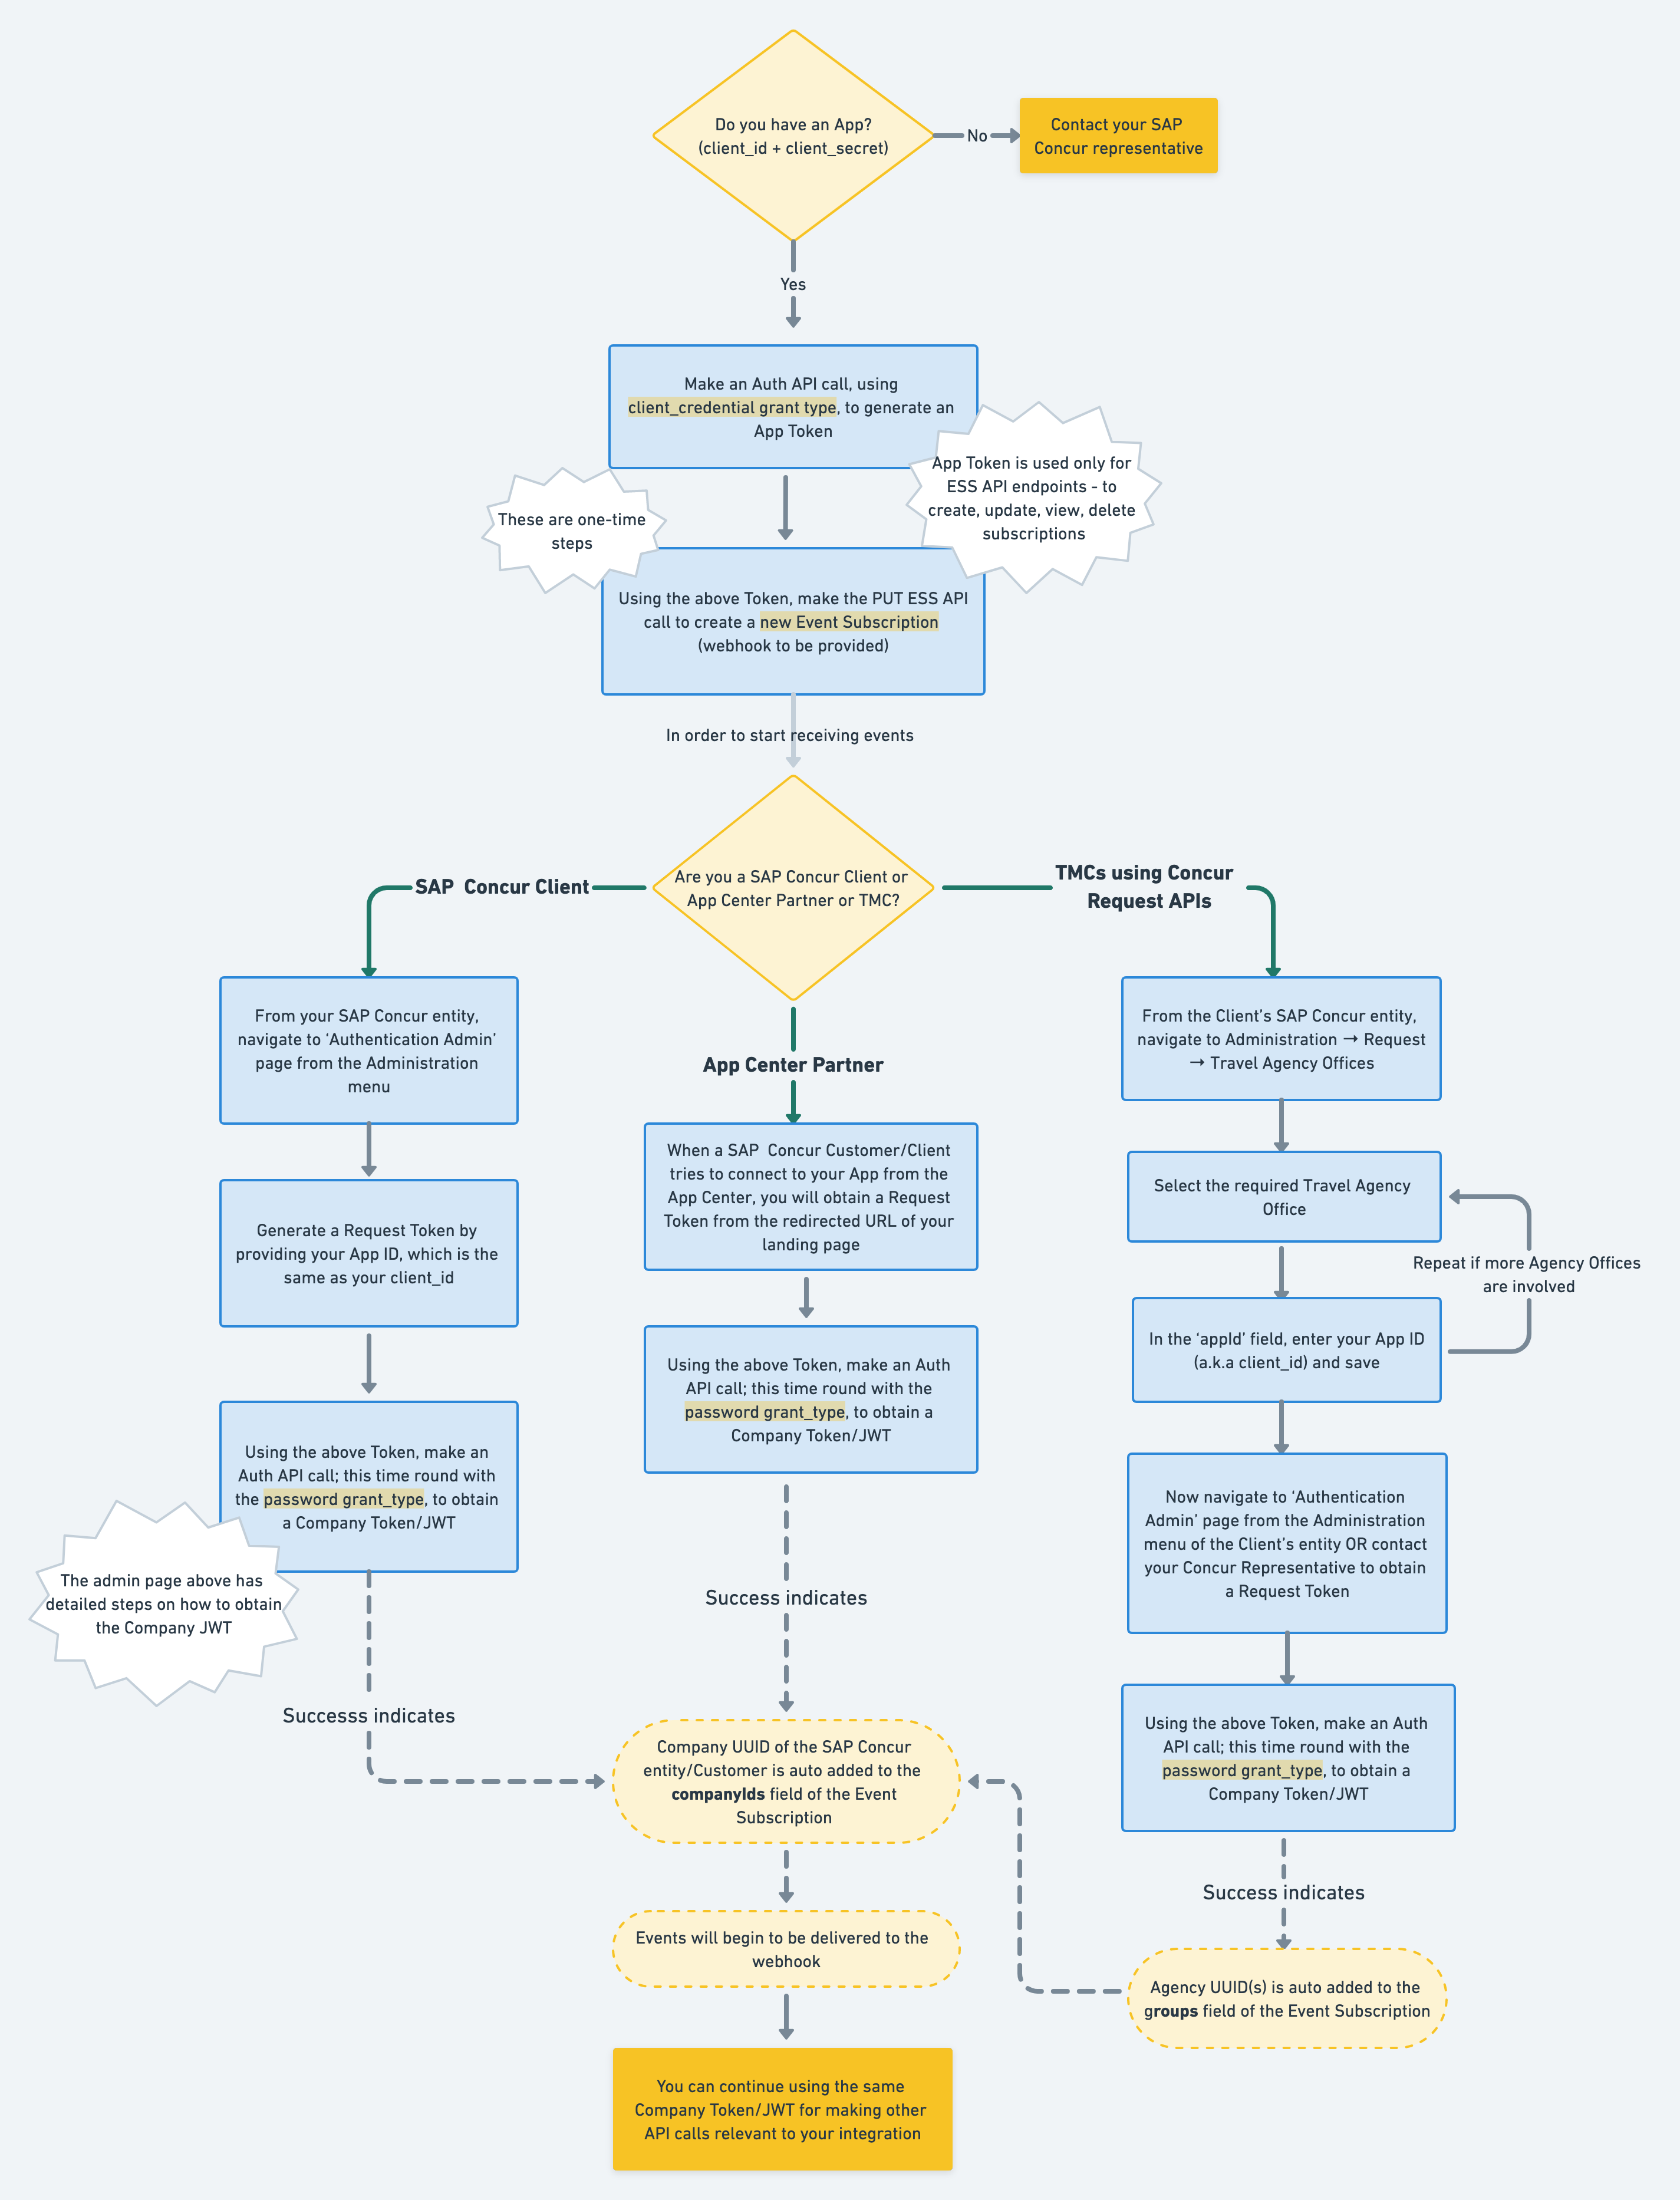 Do you have an App?
(client_id + client_secret)
No
Contact your SAP
Concur representative
Yes
Make an Auth API call, using
client_credential grant type, to generate an
App Token
App Token is used only for
ESS API endpoints - to
create, update, view, delete
subscriptions
These are one-time
steps
Using the above Token, make the PUT ESS API
call to create a new Event Subscription
(webhook to be provided)
In order to start receiving events
Are you a SAP Concur Client or
App Center Partner or TMC?
SAP  Concur Client
From your SAP Concur entity,
navigate to ‘Authentication Admin’
page from the Administration
menu
Generate a Request Token by
providing your App ID, which is the
same as your client_id
Using the above Token, make an
Auth API call; this time round with
the password grant_type, to obtain
a Company Token/JWT
The admin page above has
detailed steps on how to obtain
the Company JWT
Successs indicates
App Center Partner
When a SAP  Concur Customer/Client
tries to connect to your App from the
App Center, you will obtain a Request
Token from the redirected URL of your
landing page
Using the above Token, make an Auth
API call; this time round with the
password grant_type, to obtain a
Company Token/JWT
Success indicates
TMCs using Concur
Request APIs
From the Client’s SAP Concur entity,
navigate to Administration → Request
→ Travel Agency Offices
Select the required Travel Agency
Office
Repeat if more Agency Offices
are involved
In the ‘appId’ field, enter your App ID
(a.k.a client_id) and save
Now navigate to ‘Authentication
Admin’ page from the Administration
menu of the Client’s entity OR contact
your Concur Representative to obtain
a Request Token
Using the above Token, make an Auth
API call; this time round with the
password grant_type, to obtain a
Company Token/JWT
Success indicates
Agency UUID(s) is auto added to the
groups field of the Event Subscription
Company UUID of the SAP Concur
entity/Customer is auto added to the
companyIds field of the Event
Subscription
Events will begin to be delivered to the
webhook
You can continue using the same
Company Token/JWT for making other
API calls relevant to your integration